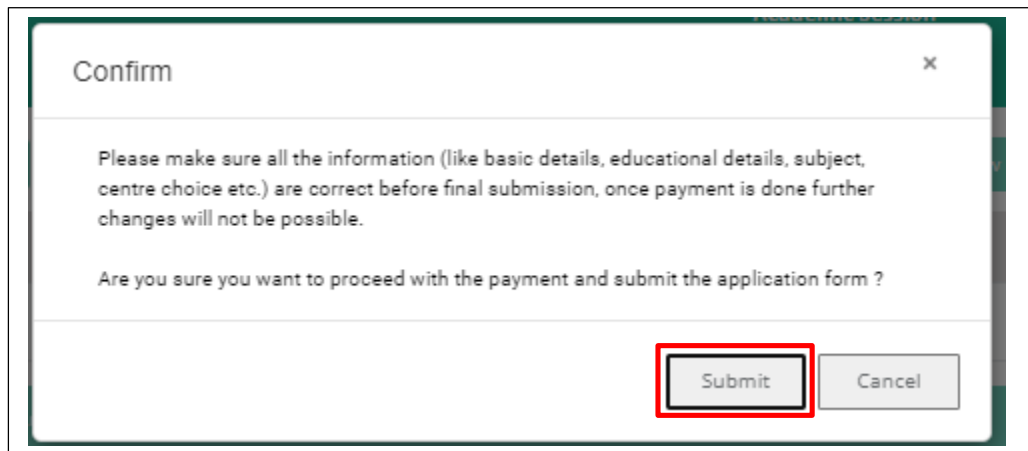 Academic Session
Confirm
×
Please make sure all the information (like basic details, educational details, subject,
centre choice etc.) are correct before final submission, once payment is done further
changes will not be possible.
Are you sure you want to proceed with the payment and submit the application form ?
Submit Cancel